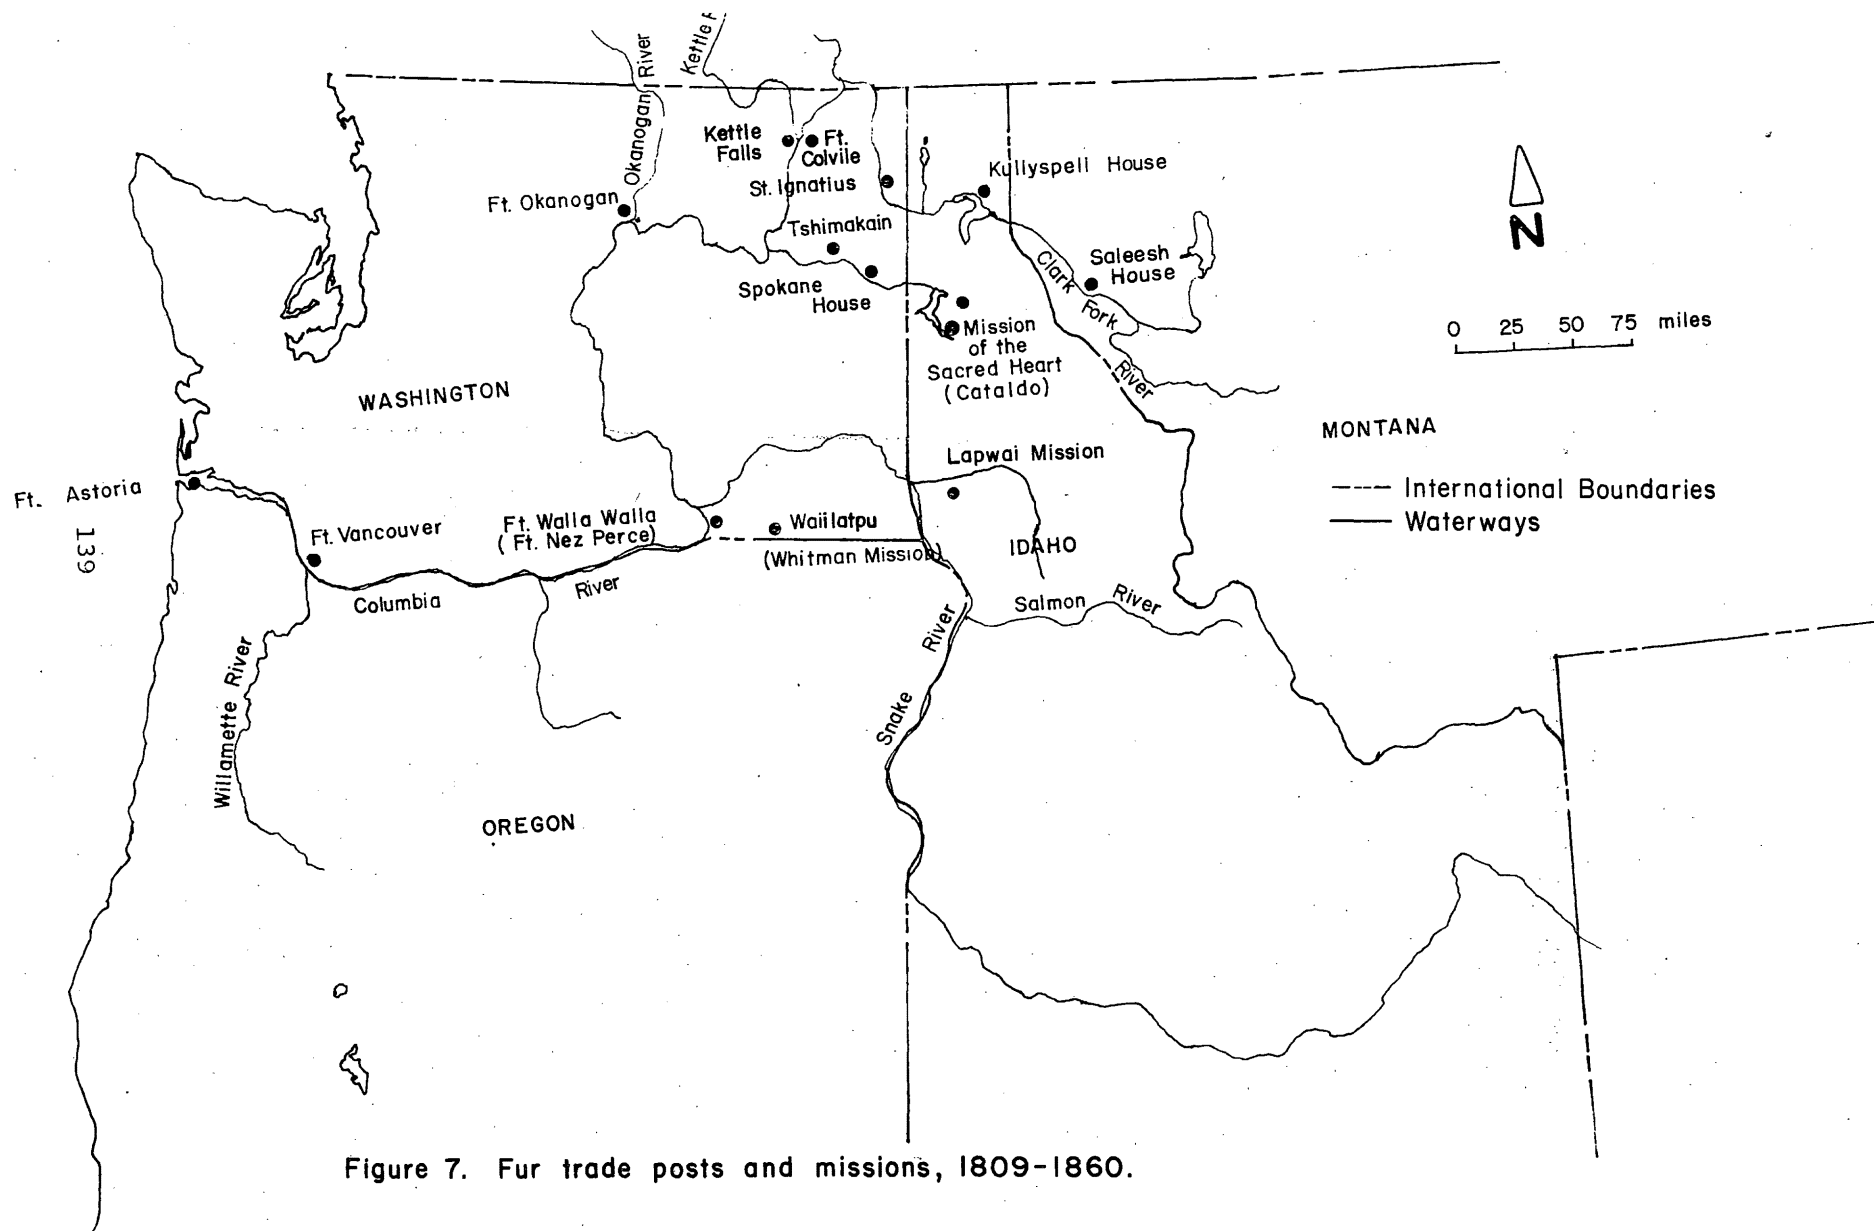 Okanogan River
Kettle R
Kettle
Falls
Ft.
Colvile
St. Ignatius
Kullyspell House
Ft. Okanogan
Tshimakain
Spokane
House
Saleesh
House
Clark Fork River
N
0 25 50 75 miles
Mission
of the
Sacred Heart
(Cataldo)
WASHINGTON
MONTANA
International Boundaries
Waterways
Lapwai Mission
Ft. Astoria
139
Ft. Vancouver
Ft. Walla Walla
(Ft. Nez Perce)
Waiilatpu
(Whitman Mission)
IDAHO
Columbia River
Salmon River
Snake River
Willamette River
OREGON
Figure 7. Fur trade posts and missions, 1809-1860.